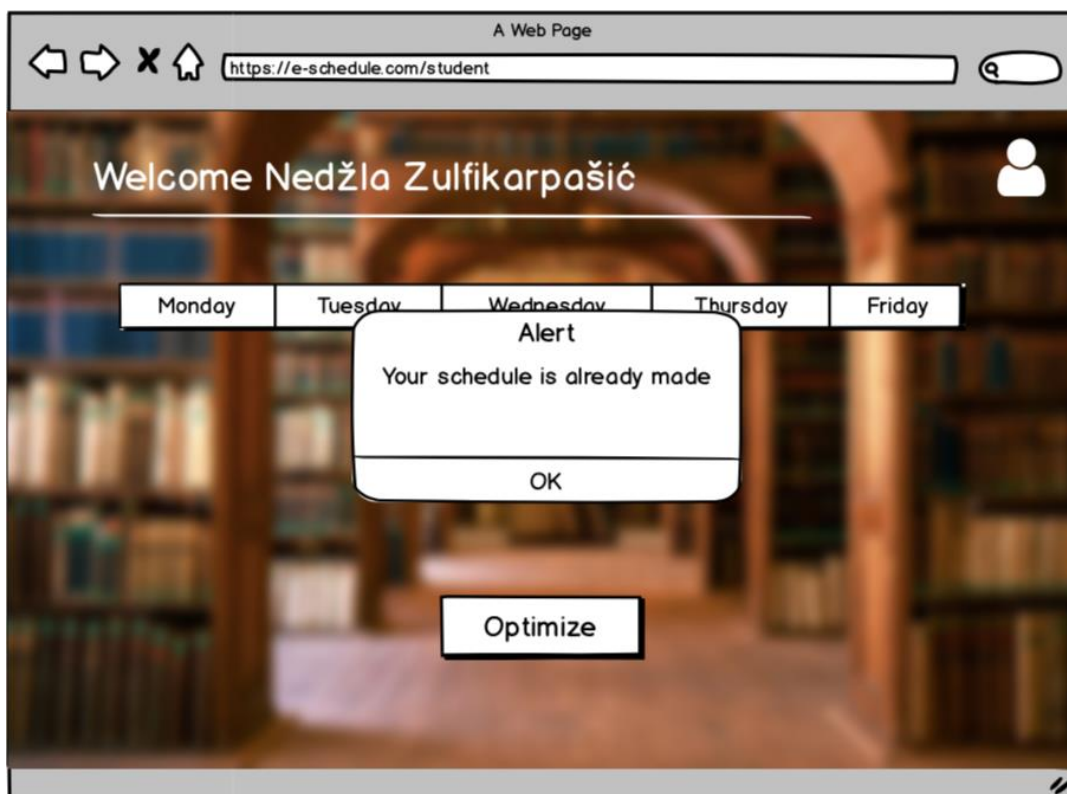 A Web Page
https://e-schedule.com/student
Welcome Nedžla Zulfikarpašić
Monday Tuesday Wednesday Thursday Friday
Alert
Your schedule is already made
OK
Optimize